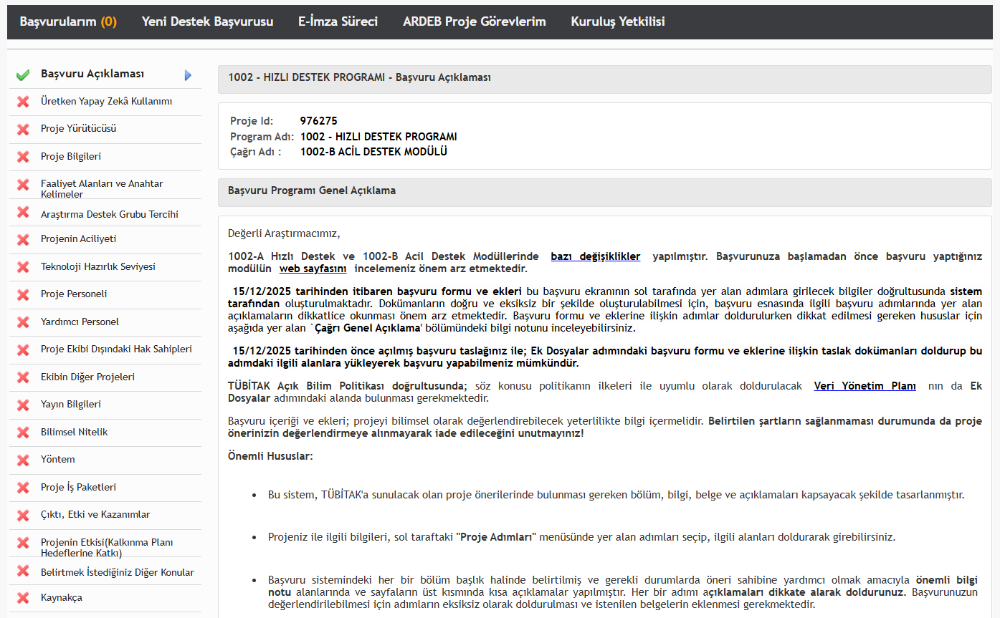 Başvurularım (0) Yeni Destek Başvurusu E-İmza Süreci ARDEB Proje Görevlerim Kuruluş Yetkilisi
Başvuru Açıklaması
Üretken Yapay Zekâ Kullanımı
Proje Yürütücüsü
Proje Bilgileri
Faaliyet Alanları ve Anahtar
Kelimeler
Araştırma Destek Grubu Tercihi
Projenin Aciliyeti
Teknoloji Hazırlık Seviyesi
Proje Personeli
Yardımcı Personel
Proje Ekibi Dışındaki Hak Sahipleri
Ekibin Diğer Projeleri
Yayın Bilgileri
Bilimsel Nitelik
Yöntem
Proje İş Paketleri
Çıktı, Etki ve Kazanımlar
Projenin Etkisi(Kalkınma Planı
Hedeflerine Katkı)
Belirtmek İstediğiniz Diğer Konular
Kaynakça
1002 - HIZLI DESTEK PROGRAMI - Başvuru Açıklaması
Proje Id: 976275
Program Adı: 1002 - HIZLI DESTEK PROGRAMI
Çağrı Adı : 1002-B ACİL DESTEK MODÜLÜ
Başvuru Programı Genel Açıklama
Değerli Araştırmacımız,
1002-A Hızlı Destek ve 1002-B Acil Destek Modüllerinde bazı değişiklikler yapılmıştır. Başvurunuza başlamadan önce başvuru yaptığınız
modülün web sayfasını incelemeniz önem arz etmektedir.
15/12/2025 tarihinden itibaren başvuru formu ve ekleri bu başvuru ekranının sol tarafında yer alan adımlara girilecek bilgiler doğrultusunda sistem
tarafından oluşturulmaktadır. Dokümanların doğru ve eksiksiz bir şekilde oluşturulabilmesi için, başvuru esnasında ilgili başvuru adımlarında yer alan
açıklamaların dikkatlice okunması önem arz etmektedir. Başvuru formu ve eklerine ilişkin adımlar doldurulurken dikkat edilmesi gereken hususlar için
aşağıda yer alan `Çağrı Genel Açıklama' bölümündeki bilgi notunu inceleyebilirsiniz.
15/12/2025 tarihinden önce açılmış başvuru taslağınız ile; Ek Dosyalar adımındaki başvuru formu ve eklerine ilişkin taslak dokümanları doldurup bu
adımdaki ilgili alanlara yükleyerek başvuru yapabilmeniz mümkündür.
TÜBİTAK Açık Bilim Politikası doğrultusunda; söz konusu politikanın ilkeleri ile uyumlu olarak doldurulacak Veri Yönetim Planı nın da Ek
Dosyalar adımındaki alanda bulunması gerekmektedir.
Başvuru içeriği ve ekleri; projeyi bilimsel olarak değerlendirebilecek yeterlilikte bilgi içermelidir. Belirtilen şartların sağlanmaması durumunda da proje
önerinizin değerlendirmeye alınmayarak iade edileceğini unutmayınız!
Önemli Hususlar:
• Bu sistem, TÜBİTAK'a sunulacak olan proje önerilerinde bulunması gereken bölüm, bilgi, belge ve açıklamaları kapsayacak şekilde tasarlanmıştır.
• Projeniz ile ilgili bilgileri, sol taraftaki "Proje Adımları" menüsünde yer alan adımları seçip, ilgili alanları doldurarak girebilirsiniz.
• Başvuru sistemindeki her bir bölüm başlık halinde belirtilmiş ve gerekli durumlarda öneri sahibine yardımcı olmak amacıyla önemli bilgi
notu alanlarında ve sayfaların üst kısmında kısa açıklamalar yapılmıştır. Her bir adımı açıklamaları dikkate alarak doldurunuz. Başvurunuzun
değerlendirilebilmesi için adımların eksiksiz olarak doldurulması ve istenilen belgelerin eklenmesi gerekmektedir.